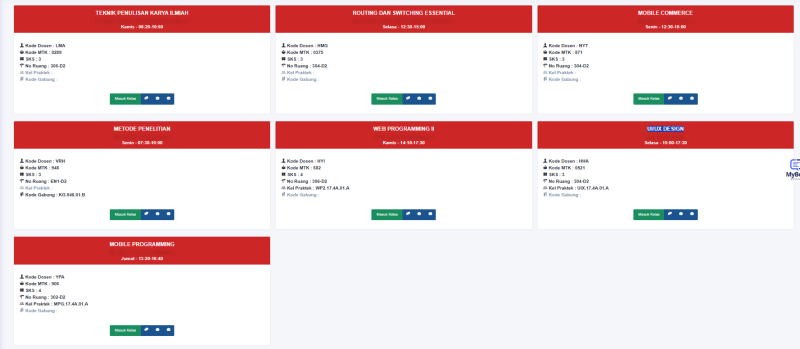 TEKNIK PENULISAN KARYA ILMIAH
Kamis - 08:20-10:50
Kode Dosen : LMA
Kode MTK : 0209
SKS : 3
No Ruang : 306-D2
Kel Praktek :
Kode Gabung :
Masuk Kelas
ROUTING DAN SWITCHING ESSENTIAL
Selasa - 12:30-15:00
Kode Dosen : HMG
Kode MTK : 0375
SKS : 3
No Ruang : 304-D2
Kel Praktek :
Kode Gabung :
Masuk Kelas
MOBILE COMMERCE
Senin - 12:30-15:00
Kode Dosen : NYT
Kode MTK : 871
SKS : 3
No Ruang : 304-D2
Kel Praktek :
Kode Gabung :
Masuk Kelas
METODE PENELITIAN
Senin - 07:30-10:00
Kode Dosen : VRH
Kode MTK : 940
SKS : 3
No Ruang : EN1-D2
Kel Praktek :
Kode Gabung : KG.940.01.B
Masuk Kelas
WEB PROGRAMMING II
Kamis - 14:10-17:30
Kode Dosen : HYI
Kode MTK : 682
SKS : 4
No Ruang : 306-D2
Kel Praktek : WP2.17.4A.01.A
Kode Gabung :
Masuk Kelas
UI/UX DESIGN
Selasa - 15:00-17:30
Kode Dosen : HHA
Kode MTK : 0821
SKS : 3
No Ruang : 304-D2
Kel Praktek : UIX.17.4A.01.A
Kode Gabung :
Masuk Kelas
MOBILE PROGRAMMING
Jumat - 13:20-16:40
Kode Dosen : YFA
Kode MTK : 906
SKS : 4
No Ruang : 302-D2
Kel Praktek : MPG.17.4A.01.A
Kode Gabung :
Masuk Kelas